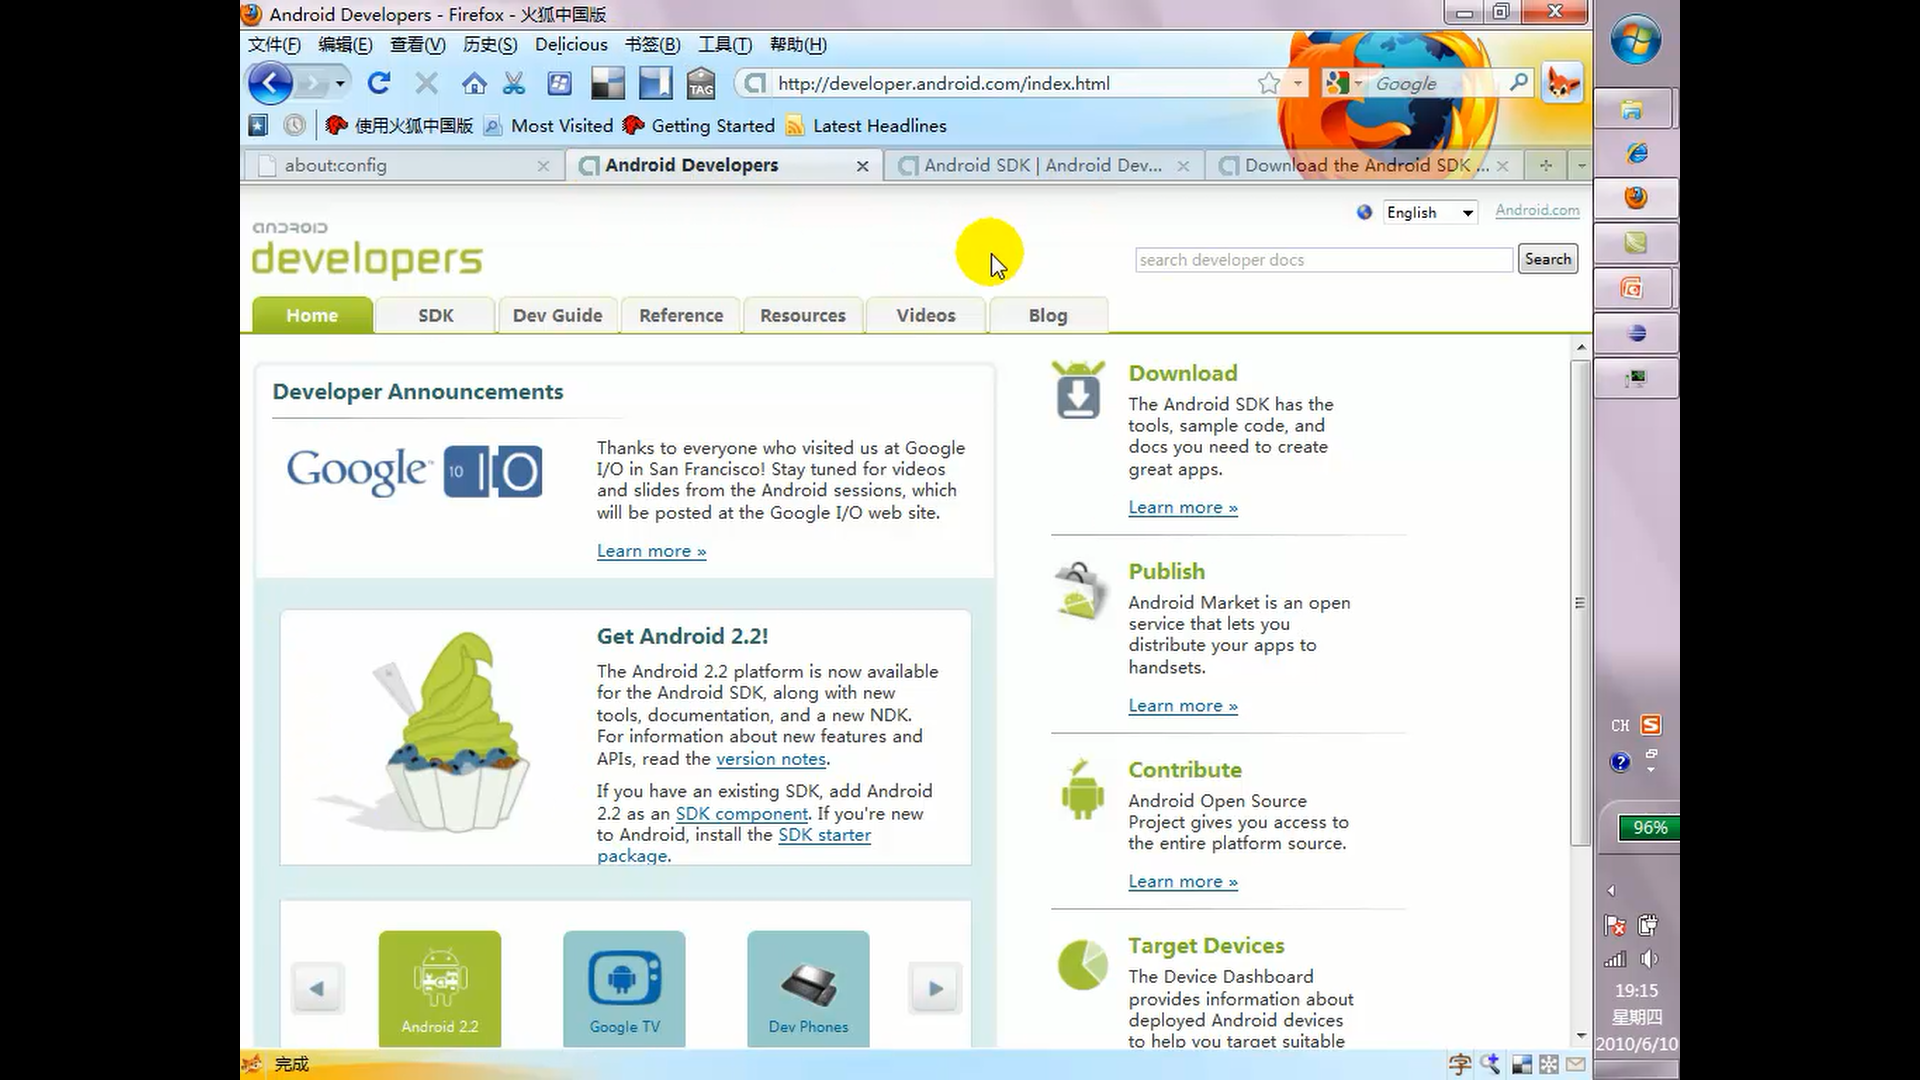 Android Developers - Firefox - 火狐中国版
文件(F) 编辑(E) 查看(V) 历史(S) Delicious 书签(B) 工具(T) 帮助(H)
TAG http://developer.android.com/index.html Google
使用火狐中国版 Most Visited Getting Started Latest Headlines
about:config Android Developers Android SDK | Android Dev... Download the Android SDK ...
English Android.com
android
developers
search developer docs Search
Home SDK Dev Guide Reference Resources Videos Blog
Developer Announcements
Google 10 IO
Thanks to everyone who visited us at Google
I/O in San Francisco! Stay tuned for videos
and slides from the Android sessions, which
will be posted at the Google I/O web site.
Learn more »
Get Android 2.2!
The Android 2.2 platform is now available
for the Android SDK, along with new
tools, documentation, and a new NDK.
For information about new features and
APIs, read the version notes.
If you have an existing SDK, add Android
2.2 as an SDK component. If you're new
to Android, install the SDK starter
package.
Android 2.2 Google TV Dev Phones
Download
The Android SDK has the
tools, sample code, and
docs you need to create
great apps.
Learn more »
Publish
Android Market is an open
service that lets you
distribute your apps to
handsets.
Learn more »
Contribute
Android Open Source
Project gives you access to
the entire platform source.
Learn more »
Target Devices
The Device Dashboard
provides information about
deployed Android devices
to help you target suitable
完成
字
CH S
96%
19:15
星期四
2010/6/10